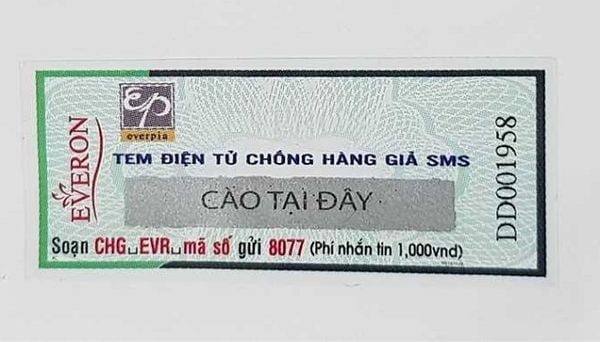 EVERON
ep
everpia
TEM ĐIỆN TỬ CHỐNG HÀNG GIẢ SMS
CÀO TẠI ĐÂY
Soạn CHG␣EVR␣mã số gửi 8077 (Phí nhắn tin 1,000vnd)
DD001958